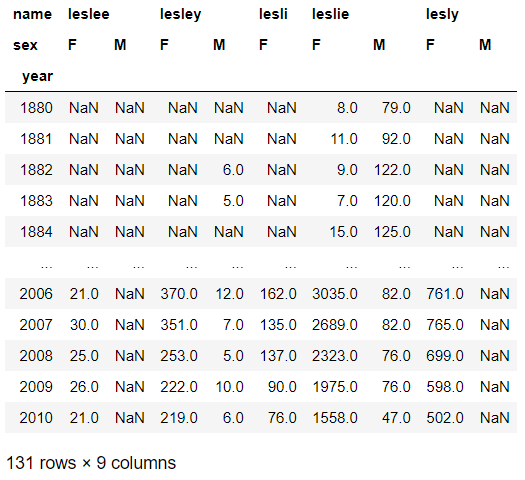 name leslee lesley lesli leslie lesly
sex F M F M F F M F M
year
1880 NaN NaN NaN NaN NaN 8.0 79.0 NaN NaN
1881 NaN NaN NaN NaN NaN 11.0 92.0 NaN NaN
1882 NaN NaN NaN 6.0 NaN 9.0 122.0 NaN NaN
1883 NaN NaN NaN 5.0 NaN 7.0 120.0 NaN NaN
1884 NaN NaN NaN NaN NaN 15.0 125.0 NaN NaN
... ... ... ... ... ... ... ... ... ...
2006 21.0 NaN 370.0 12.0 162.0 3035.0 82.0 761.0 NaN
2007 30.0 NaN 351.0 7.0 135.0 2689.0 82.0 765.0 NaN
2008 25.0 NaN 253.0 5.0 137.0 2323.0 76.0 699.0 NaN
2009 26.0 NaN 222.0 10.0 90.0 1975.0 76.0 598.0 NaN
2010 21.0 NaN 219.0 6.0 76.0 1558.0 47.0 502.0 NaN
131 rows × 9 columns